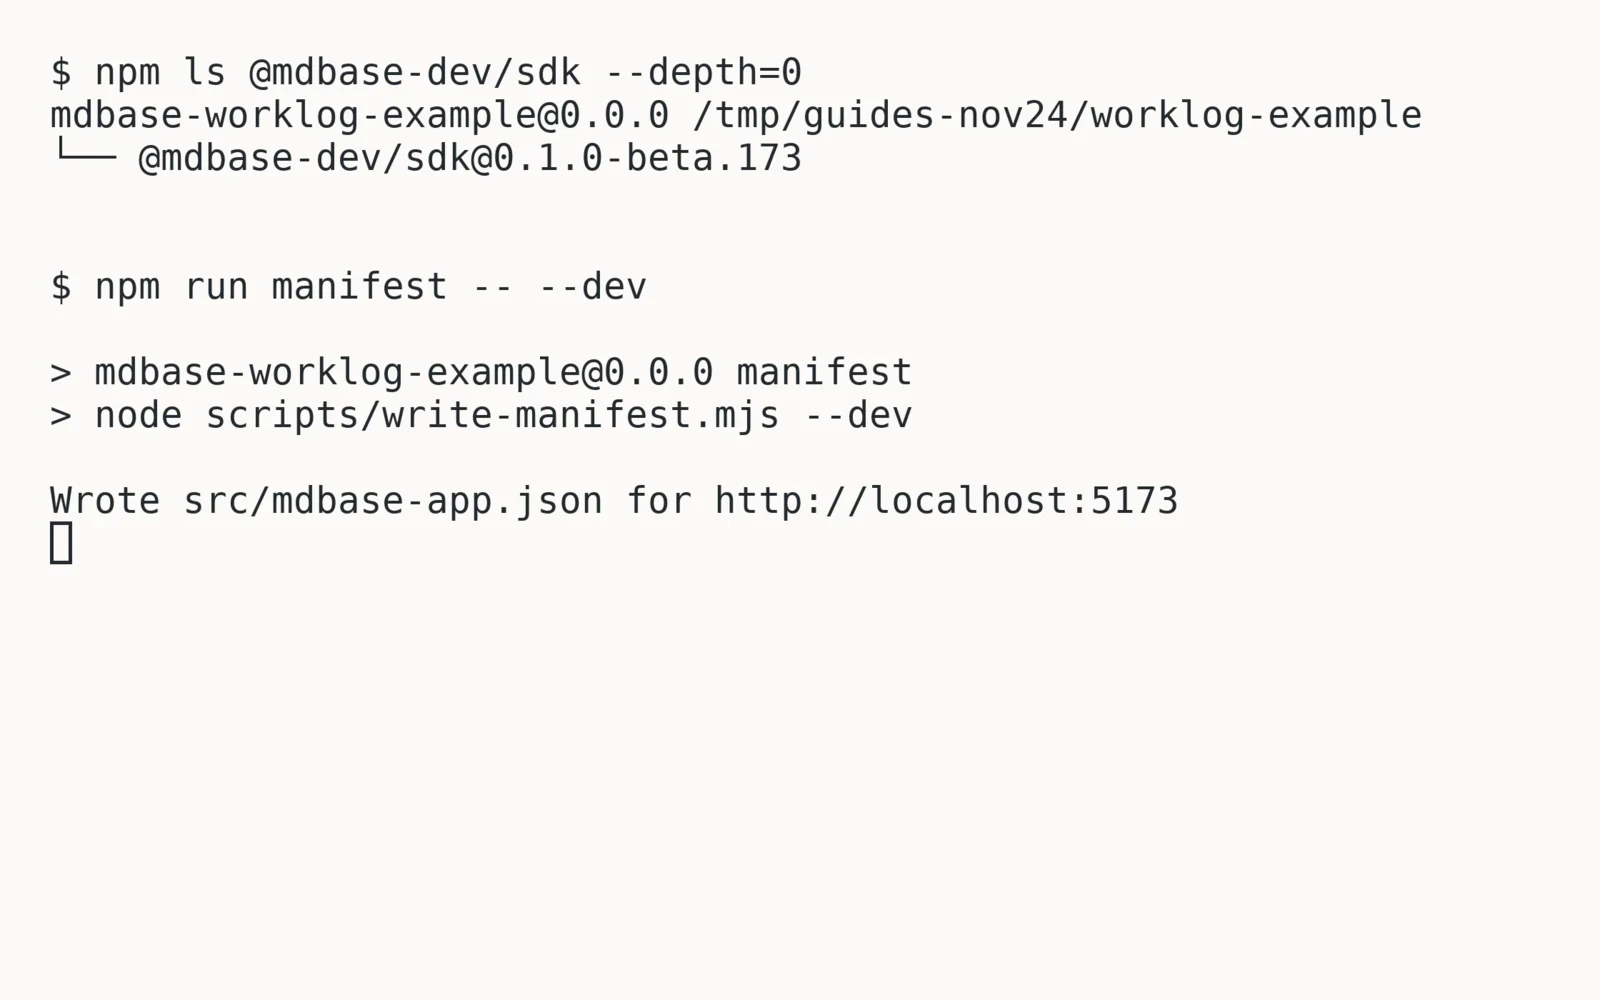 $ npm ls @mdbase-dev/sdk --depth=0
mdbase-worklog-example@0.0.0 /tmp/guides-nov24/worklog-example
└── @mdbase-dev/sdk@0.1.0-beta.173
$ npm run manifest -- --dev
> mdbase-worklog-example@0.0.0 manifest
> node scripts/write-manifest.mjs --dev
Wrote src/mdbase-app.json for http://localhost:5173